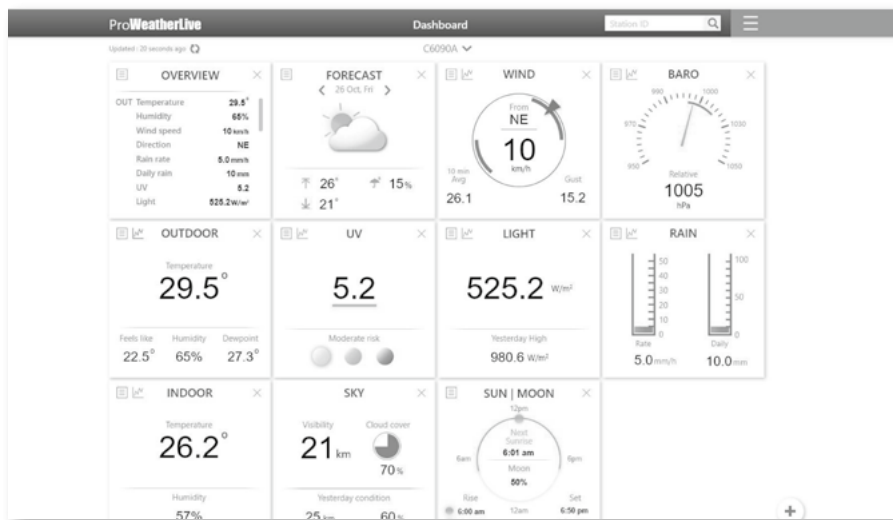 ProWeatherLive
Dashboard
Station ID
Updated : 20 seconds ago
C6090A
OVERVIEW
OUT Temperature 29.5°
Humidity 65%
Wind speed 10 km/h
Direction NE
Rain rate 5.0 mm/h
Daily rain 10 mm
UV 5.2
Light 525.2 W/m²
FORECAST
26 Oct, Fri
26° 15%
21°
WIND
From
NE
10
km/h
10 min
Avg
26.1
Gust
15.2
BARO
950 970 990 1000 1030 1050
Relative
1005
hPa
OUTDOOR
Temperature
29.5°
Feels like Humidity Dewpoint
22.5° 65% 27.3°
UV
5.2
Moderate risk
LIGHT
525.2 W/m²
Yesterday High
980.6 W/m²
RAIN
50 100
40
30 50
20
10
0 0
Rate Daily
5.0 mm/h 10.0 mm
INDOOR
Temperature
26.2°
Humidity
57%
SKY
Visibility Cloud cover
21 km
70%
Yesterday condition
25 km 60%
SUN | MOON
12pm
Next
Sunrise
6:01 am
6am 6pm
Moon
50%
Rise Set
6:00 am 12am 6:50 pm
+